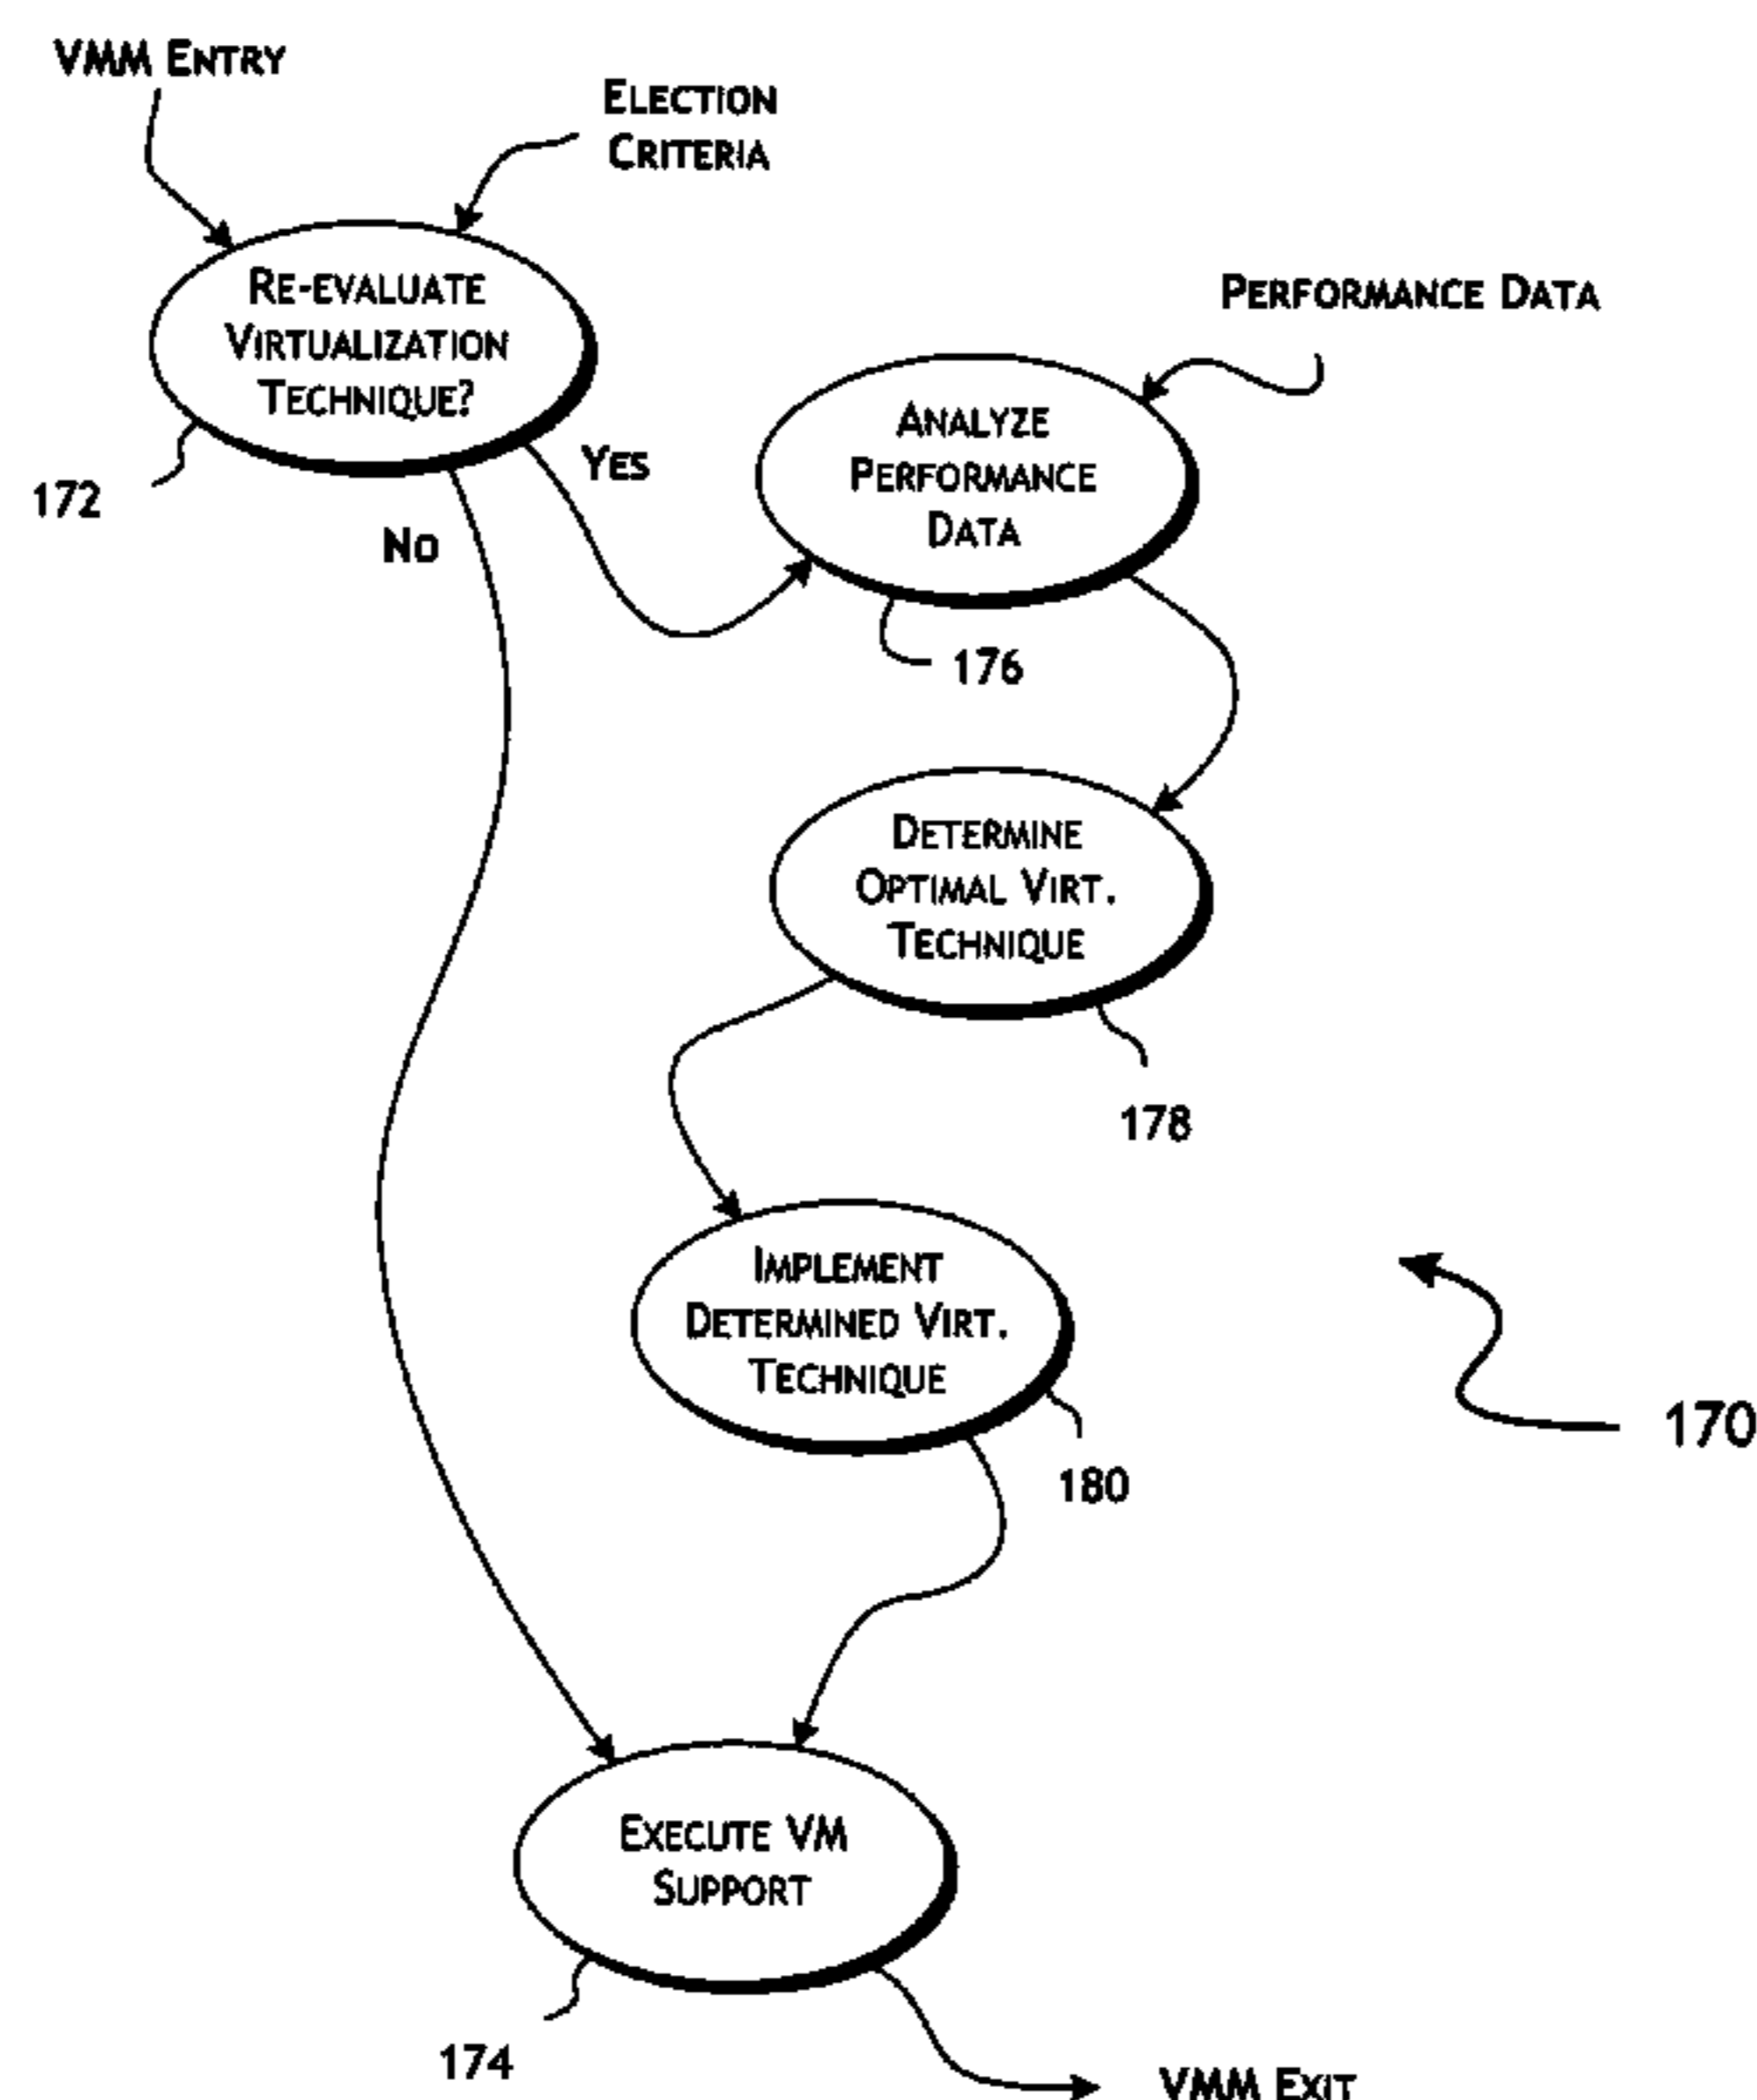 VMM ENTRY
ELECTION
CRITERIA
RE-EVALUATE
VIRTUALIZATION
TECHNIQUE?
172
YES
NO
PERFORMANCE DATA
ANALYZE
PERFORMANCE
DATA
176
DETERMINE
OPTIMAL VIRT.
TECHNIQUE
178
IMPLEMENT
DETERMINED VIRT.
TECHNIQUE
180
170
EXECUTE VM
SUPPORT
174
VMM EXIT